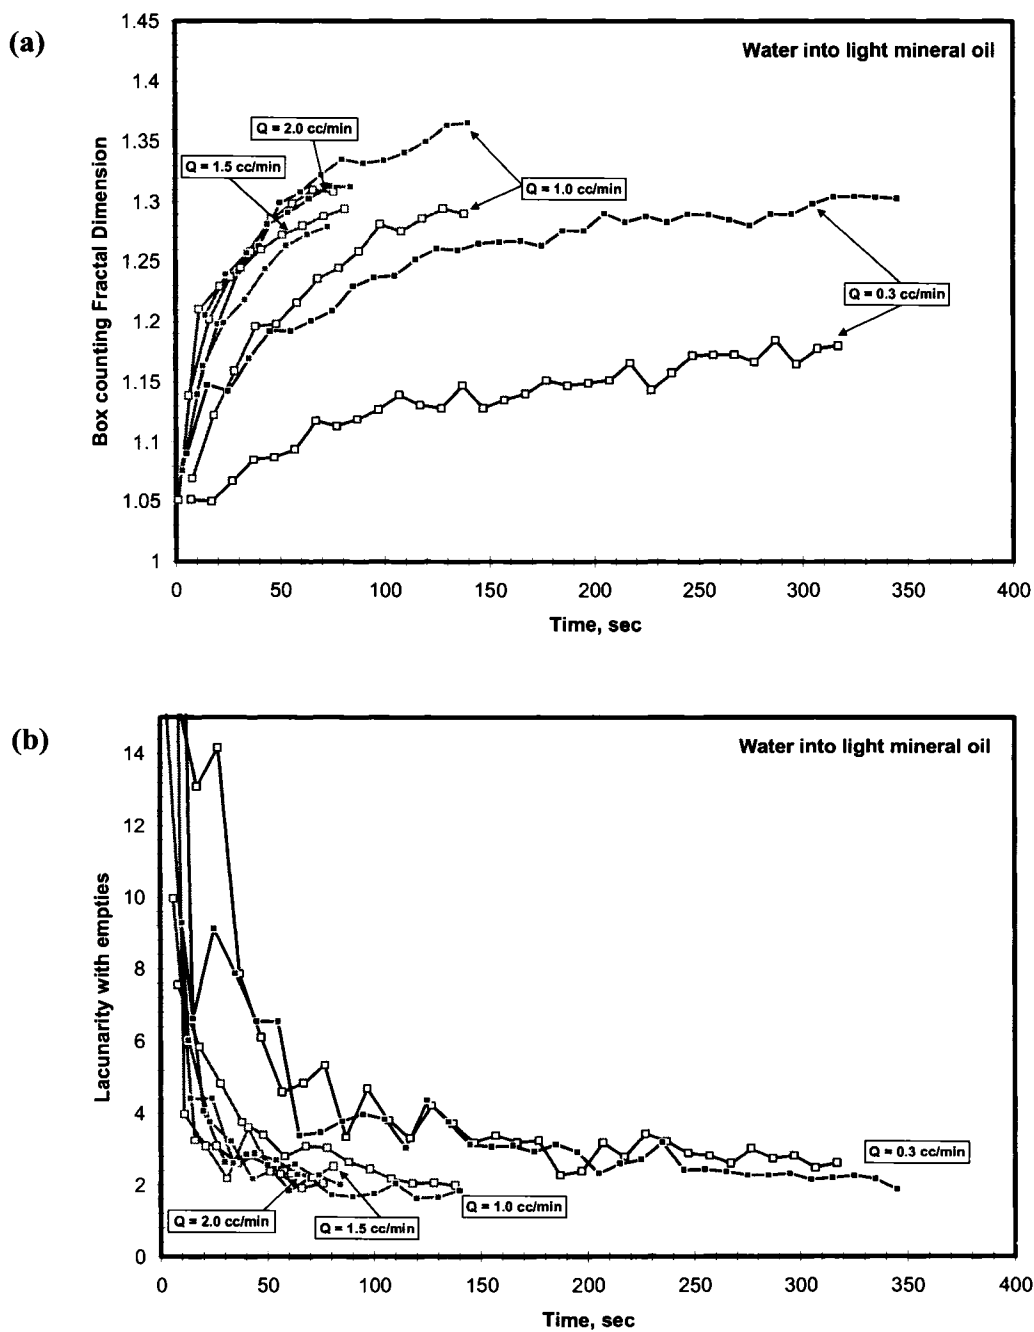 (a)
Water into light mineral oil
Box counting Fractal Dimension
1.45
1.4
1.35
1.3
1.25
1.2
1.15
1.1
1.05
1
Q = 2.0 cc/min
Q = 1.5 cc/min
Q = 1.0 cc/min
Q = 0.3 cc/min
0 50 100 150 200 250 300 350 400
Time, sec
(b)
Water into light mineral oil
Lacunarity with empties
14
12
10
8
6
4
2
0
Q = 0.3 cc/min
Q = 1.0 cc/min
Q = 2.0 cc/min
Q = 1.5 cc/min
0 50 100 150 200 250 300 350 400
Time, sec